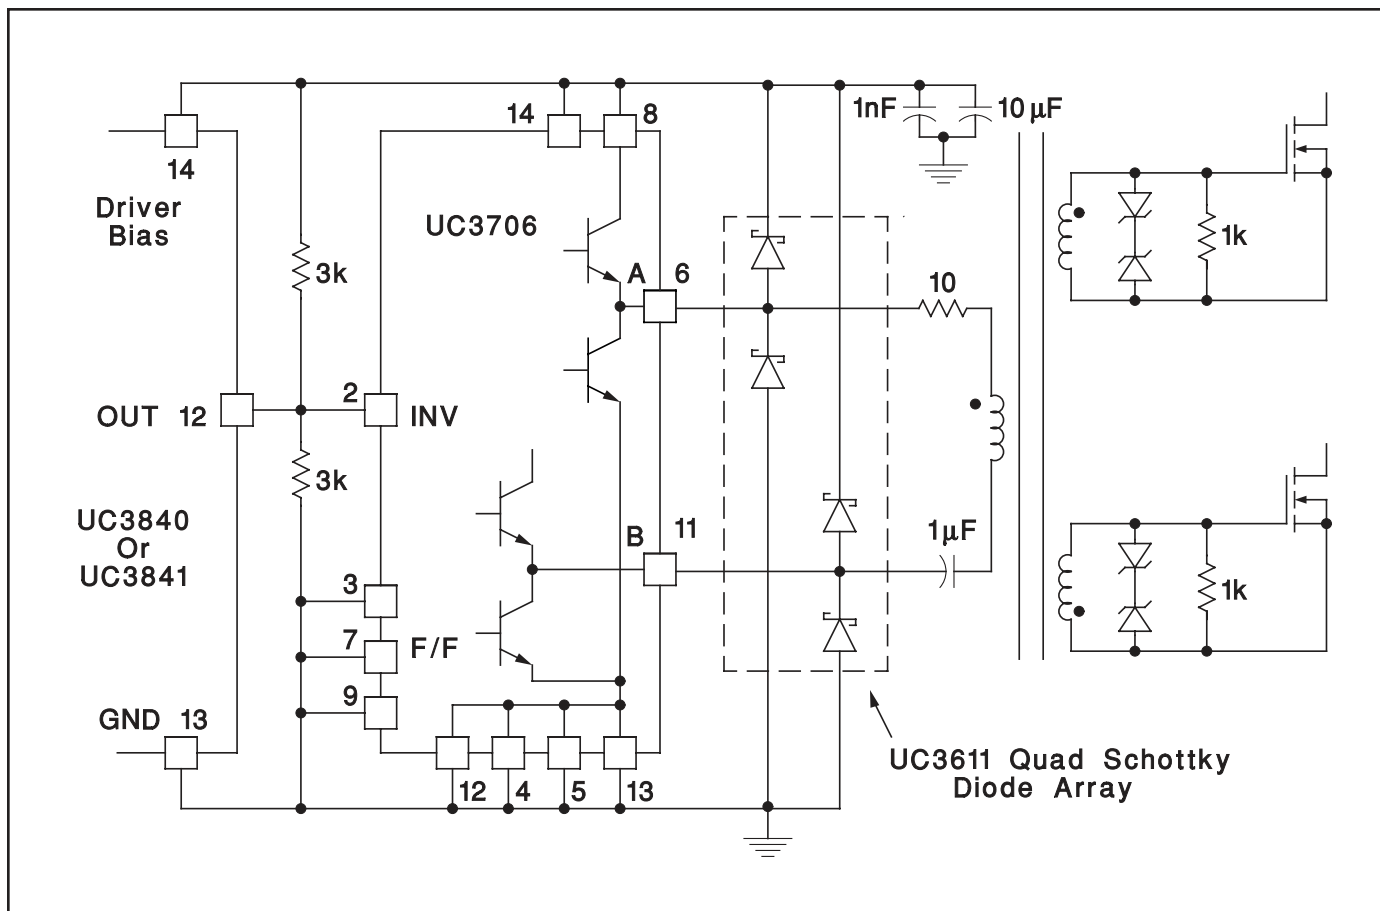 14
8
1nF
10 µF
14
Driver
Bias
UC3706
A
6
3k
10
1k
2
OUT
12
INV
3k
1µF
UC3840
Or
UC3841
B
11
3
1k
7
F/F
9
GND
13
12
4
5
13
UC3611 Quad Schottky
Diode Array